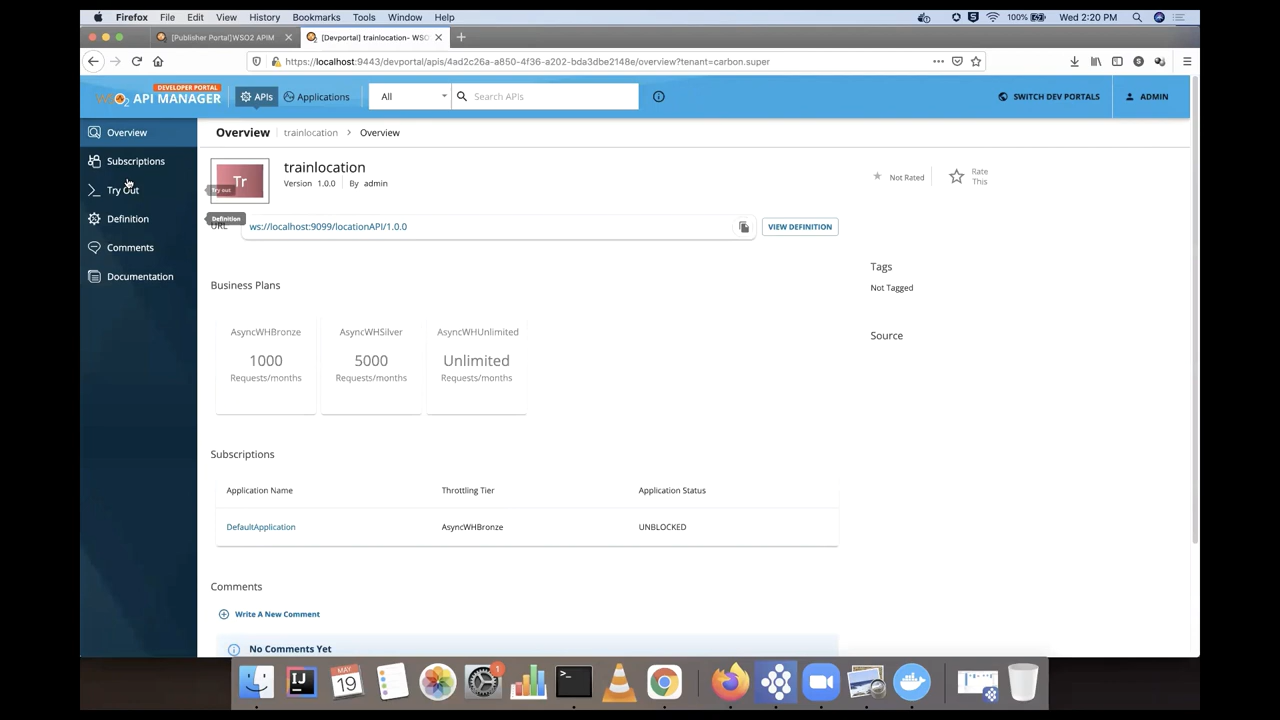 Firefox File Edit View History Bookmarks Tools Window Help 100% Wed 2:20 PM
[Publisher Portal]WSO2 APIM [Devportal] trainlocation- WSO
https://localhost:9443/devportal/apis/4ad2c26a-a850-4f36-a202-bda3dbe2148e/overview?tenant=carbon.super
DEVELOPER PORTAL
WSO2 API MANAGER APIs Applications All Search APIs SWITCH DEV PORTALS ADMIN
Overview
Subscriptions
Try Out
Definition
Comments
Documentation
Try out
Definition
Overview trainlocation > Overview
Tr
trainlocation
Version 1.0.0 By admin
Not Rated
Rate
This
URL ws://localhost:9099/locationAPI/1.0.0 VIEW DEFINITION
Business Plans
AsyncWHBronze
1000
Requests/months
AsyncWHSilver
5000
Requests/months
AsyncWHUnlimited
Unlimited
Requests/months
Tags
Not Tagged
Source
Subscriptions
Application Name Throttling Tier Application Status
DefaultApplication AsyncWHBronze UNBLOCKED
Comments
Write A New Comment
No Comments Yet
IJ
MAY
19
1
>_